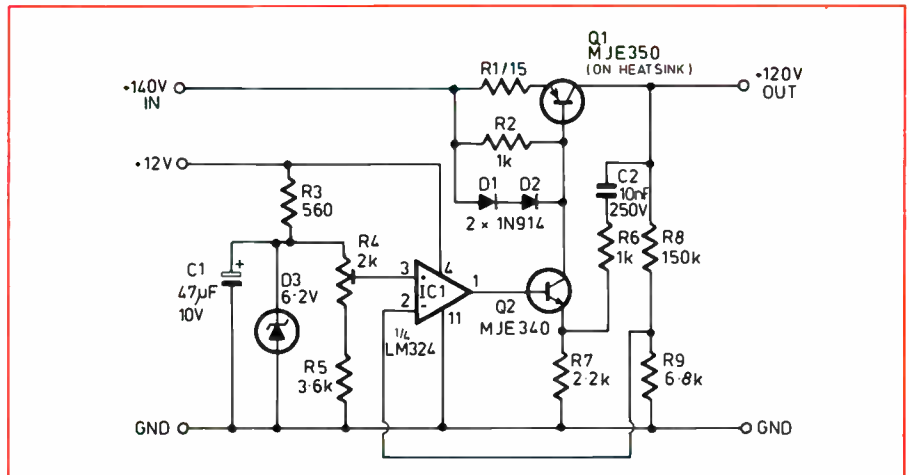 Q1
MJE350
(ON HEATSINK)
+140V
IN
R1/15
+120V
OUT
R2
1k
+12V
D1 D2
2 x 1N914
C2
10nF
250V
R3
560
R6
1k
R8
150k
R4
2k
C1
+
47µF
10V
D3
6·2V
3
4
+
IC1
1
2
-
11
1/4
LM324
Q2
MJE340
R5
3·6k
R7
2·2k
R9
6·8k
GND
GND